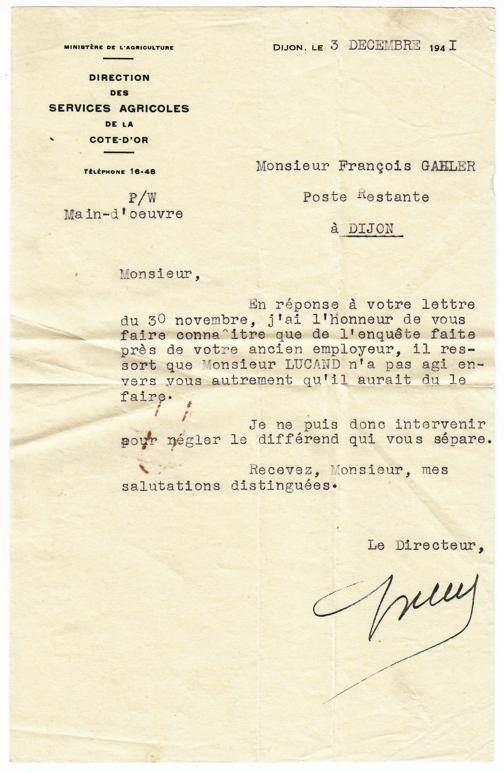 MINISTÈRE DE L'AGRICULTURE
DIJON, LE 3 DECEMBRE 1941
DIRECTION
DES
SERVICES AGRICOLES
DE LA
COTE-D'OR
TÉLÉPHONE 16-48
P/W
Main-d'oeuvre
Monsieur François GAHLER
Poste Restante
à DIJON
Monsieur,
En réponse à votre lettre
du 30 novembre, j'ai l'honneur de vous
faire connaître que de l'enquête faite
près de votre ancien employeur, il res-
sort que Monsieur LUCAND n'a pas agi en-
vers vous autrement qu'il aurait du le
faire.
Je ne puis donc intervenir
pour négler le différend qui vous sépare.
Recevez, Monsieur, mes
salutations distinguées.
Le Directeur,